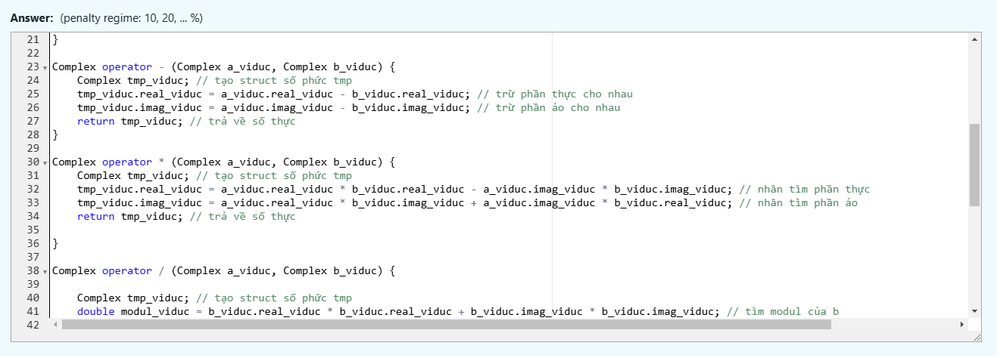 Answer: (penalty regime: 10, 20, ... %)
21 }
22
23 Complex operator - (Complex a_viduc, Complex b_viduc) {
24     Complex tmp_viduc; // tạo struct số phức tmp
25     tmp_viduc.real_viduc = a_viduc.real_viduc - b_viduc.real_viduc; // trừ phần thực cho nhau
26     tmp_viduc.imag_viduc = a_viduc.imag_viduc - b_viduc.imag_viduc; // trừ phần ảo cho nhau
27     return tmp_viduc; // trả về số thực
28 }
29
30 Complex operator * (Complex a_viduc, Complex b_viduc) {
31     Complex tmp_viduc; // tạo struct số phức tmp
32     tmp_viduc.real_viduc = a_viduc.real_viduc * b_viduc.real_viduc - a_viduc.imag_viduc * b_viduc.imag_viduc; // nhân tìm phần thực
33     tmp_viduc.imag_viduc = a_viduc.real_viduc * b_viduc.imag_viduc + a_viduc.imag_viduc * b_viduc.real_viduc; // nhân tìm phần ảo
34     return tmp_viduc; // trả về số thực
35
36 }
37
38 Complex operator / (Complex a_viduc, Complex b_viduc) {
39
40     Complex tmp_viduc; // tạo struct số phức tmp
41     double modul_viduc = b_viduc.real_viduc * b_viduc.real_viduc + b_viduc.imag_viduc * b_viduc.imag_viduc; // tìm modul của b
42